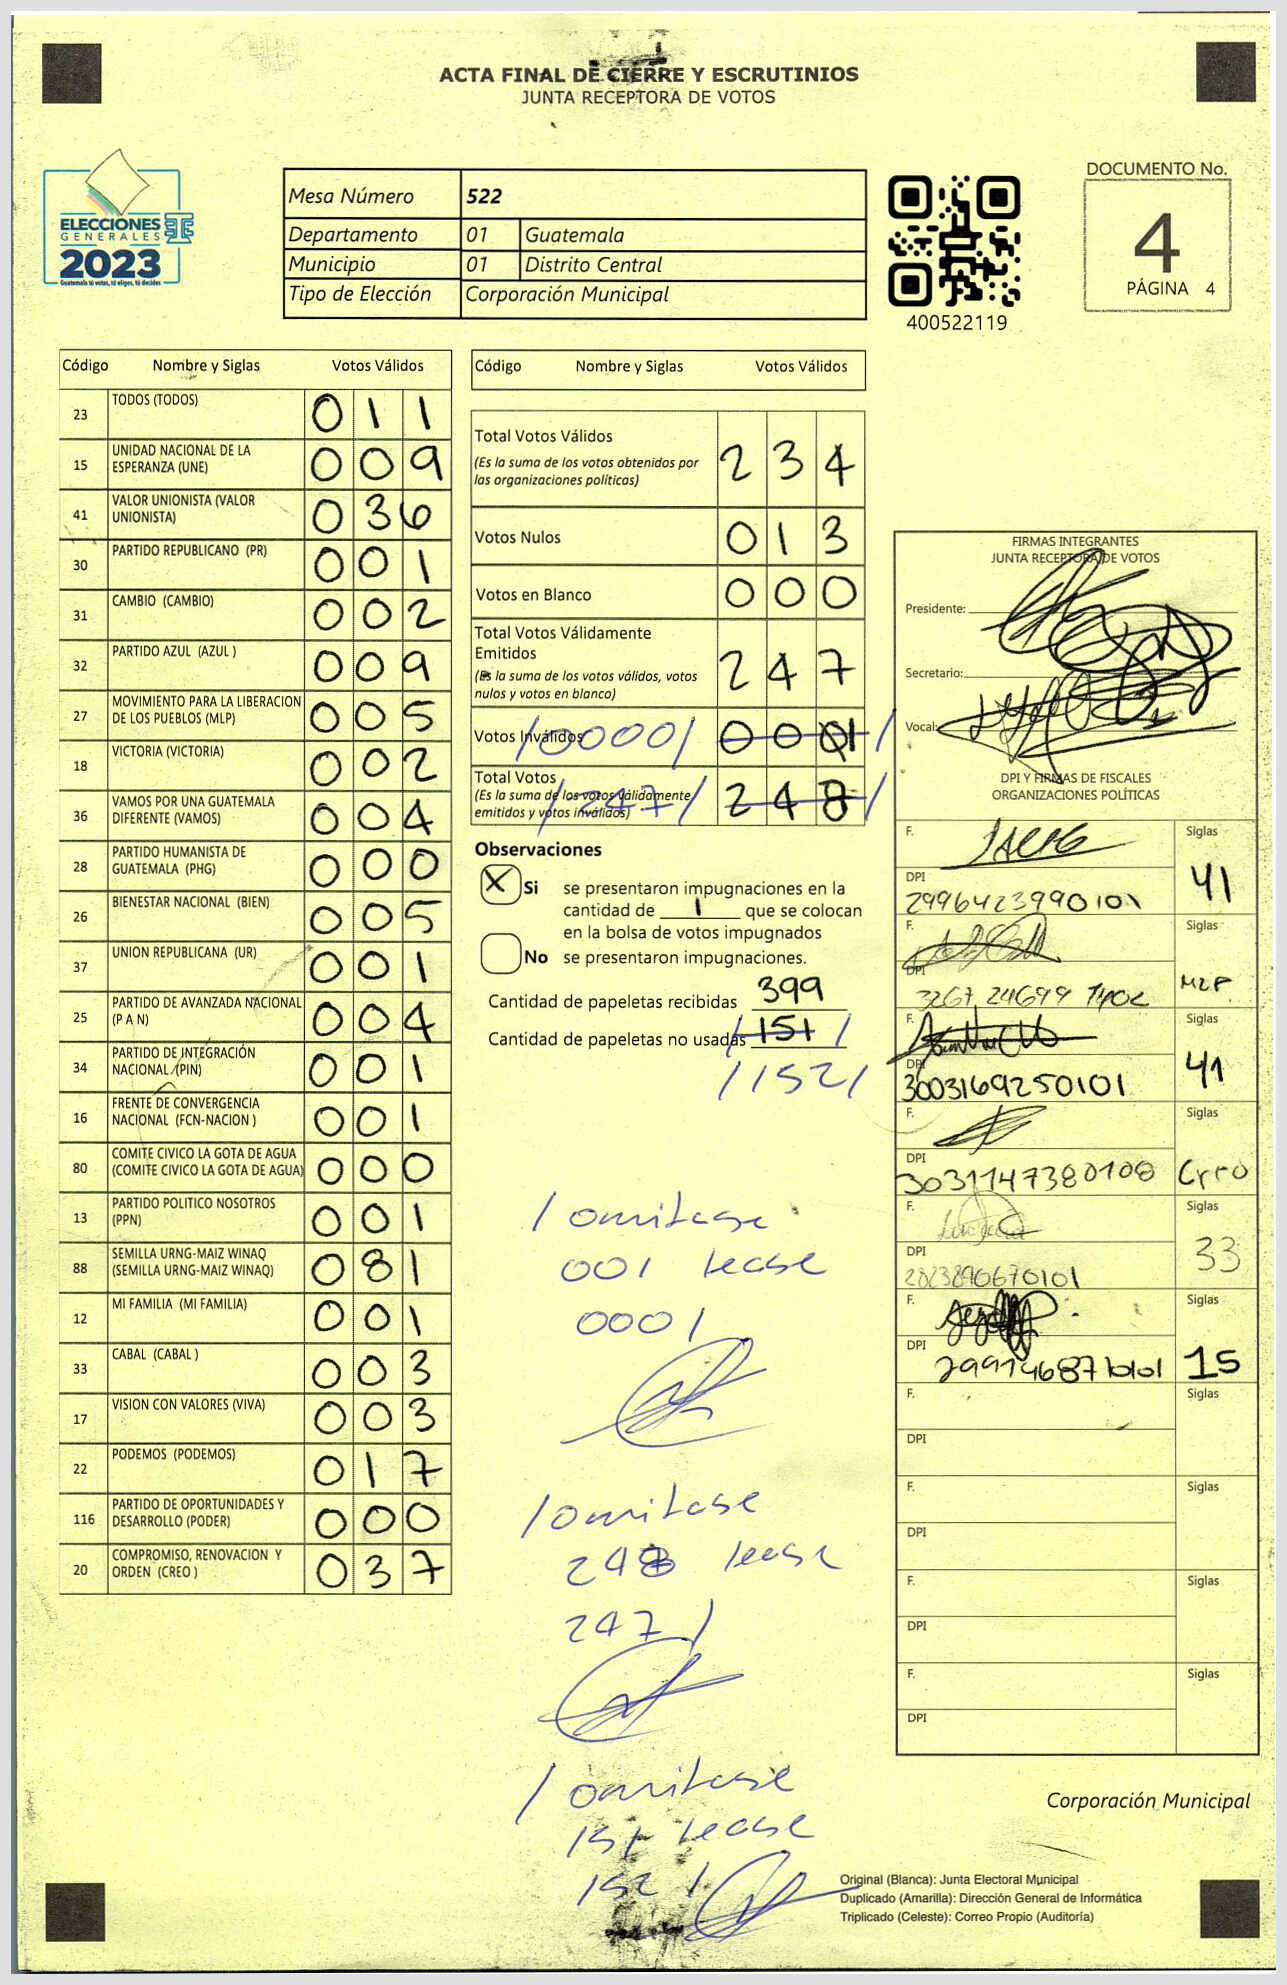 ACTA FINAL DE CIERRE Y ESCRUTINIOS
JUNTA RECEPTORA DE VOTOS
ELECCIONES
GENERALES
2023
Guatemala tú votas, tú eliges, tú decides
Mesa Número 522
Departamento 01 Guatemala
Municipio 01 Distrito Central
Tipo de Elección Corporación Municipal
400522119
DOCUMENTO No.
4
PÁGINA 4
Código Nombre y Siglas Votos Válidos
23 TODOS (TODOS) 0 1 1
15 UNIDAD NACIONAL DE LA ESPERANZA (UNE) 0 0 9
41 VALOR UNIONISTA (VALOR UNIONISTA) 0 3 6
30 PARTIDO REPUBLICANO (PR) 0 0 1
31 CAMBIO (CAMBIO) 0 0 2
32 PARTIDO AZUL (AZUL ) 0 0 9
27 MOVIMIENTO PARA LA LIBERACION DE LOS PUEBLOS (MLP) 0 0 5
18 VICTORIA (VICTORIA) 0 0 2
36 VAMOS POR UNA GUATEMALA DIFERENTE (VAMOS) 0 0 4
28 PARTIDO HUMANISTA DE GUATEMALA (PHG) 0 0 0
26 BIENESTAR NACIONAL (BIEN) 0 0 5
37 UNION REPUBLICANA (UR) 0 0 1
25 PARTIDO DE AVANZADA NACIONAL (P A N) 0 0 4
34 PARTIDO DE INTEGRACIÓN NACIONAL (PIN) 0 0 1
16 FRENTE DE CONVERGENCIA NACIONAL (FCN-NACION ) 0 0 1
80 COMITE CIVICO LA GOTA DE AGUA (COMITE CIVICO LA GOTA DE AGUA) 0 0 0
13 PARTIDO POLITICO NOSOTROS (PPN) 0 0 1
88 SEMILLA URNG-MAIZ WINAQ (SEMILLA URNG-MAIZ WINAQ) 0 8 1
12 MI FAMILIA (MI FAMILIA) 0 0 1
33 CABAL (CABAL ) 0 0 3
17 VISION CON VALORES (VIVA) 0 0 3
22 PODEMOS (PODEMOS) 0 1 7
116 PARTIDO DE OPORTUNIDADES Y DESARROLLO (PODER) 0 0 0
20 COMPROMISO, RENOVACION Y ORDEN (CREO ) 0 3 7
Código Nombre y Siglas Votos Válidos
Total Votos Válidos 2 3 4
(Es la suma de los votos obtenidos por
las organizaciones políticas)
Votos Nulos 0 1 3
Votos en Blanco 0 0 0
Total Votos Válidamente
Emitidos 2 4 7
(Es la suma de los votos válidos, votos
nulos y votos en blanco)
Votos Inválidos /0000/ 0 0 01 /
Total Votos
(Es la suma de los votos válidamente /247/ 2 4 8 /
emitidos y votos inválidos)
Observaciones
X Si se presentaron impugnaciones en la
cantidad de 1 que se colocan
en la bolsa de votos impugnados
No se presentaron impugnaciones.
Cantidad de papeletas recibidas 399
Cantidad de papeletas no usadas /151/
/152/
/ omitase
001 lease
000 /
/ omitase
248 lease
247 /
/ omitase
151 lease
152 /
FIRMAS INTEGRANTES
JUNTA RECEPTORA DE VOTOS
Presidente:
Secretario:
Vocal:
DPI Y FIRMAS DE FISCALES
ORGANIZACIONES POLÍTICAS
F. Siglas
41
DPI
2996423990101
F. Siglas
MLP
DPI
3267 24699
F. Siglas
41
DPI
3003169250101
F. Siglas
DPI
3031147380108
F. Siglas
33
DPI
2823890670101
F. Siglas
15
DPI
F. Siglas
DPI
F. Siglas
DPI
F. Siglas
DPI
F. Siglas
DPI
Corporación Municipal
Original (Blanca): Junta Electoral Municipal
Duplicado (Amarilla): Dirección General de Informática
Triplicado (Celeste): Correo Propio (Auditoría)